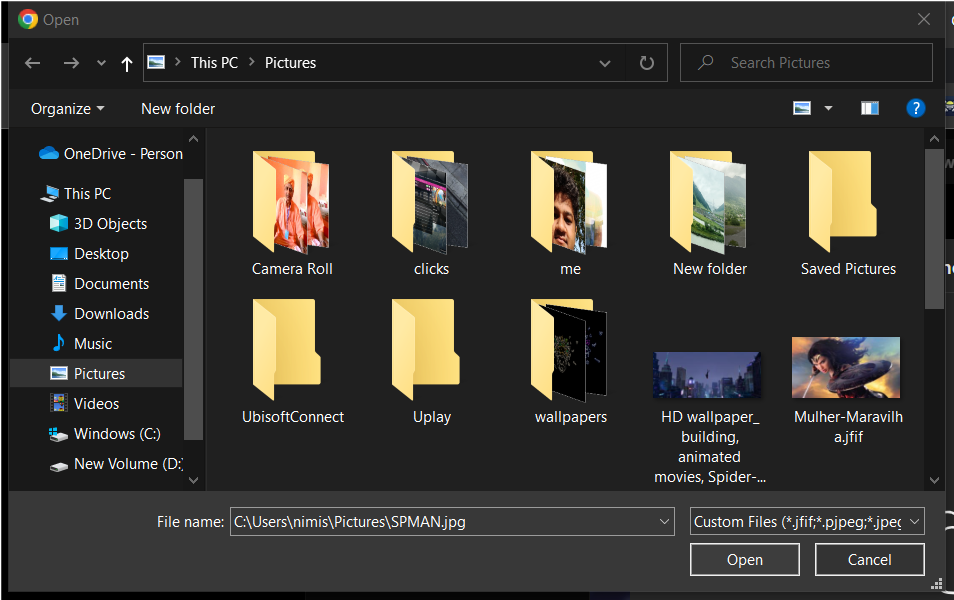 Open
This PC > Pictures
Search Pictures
Organize
New folder
?
OneDrive - Person
This PC
3D Objects
Desktop
Documents
Downloads
Music
Pictures
Videos
Windows (C:)
New Volume (D:)
Camera Roll
clicks
me
New folder
Saved Pictures
UbisoftConnect
Uplay
wallpapers
HD wallpaper_
building,
animated
movies, Spider-...
Mulher-Maravilh
a.jfif
File name:
C:\Users\nimis\Pictures\SPMAN.jpg
Custom Files (*.jfif;*.pjpeg;*.jpeg
Open
Cancel